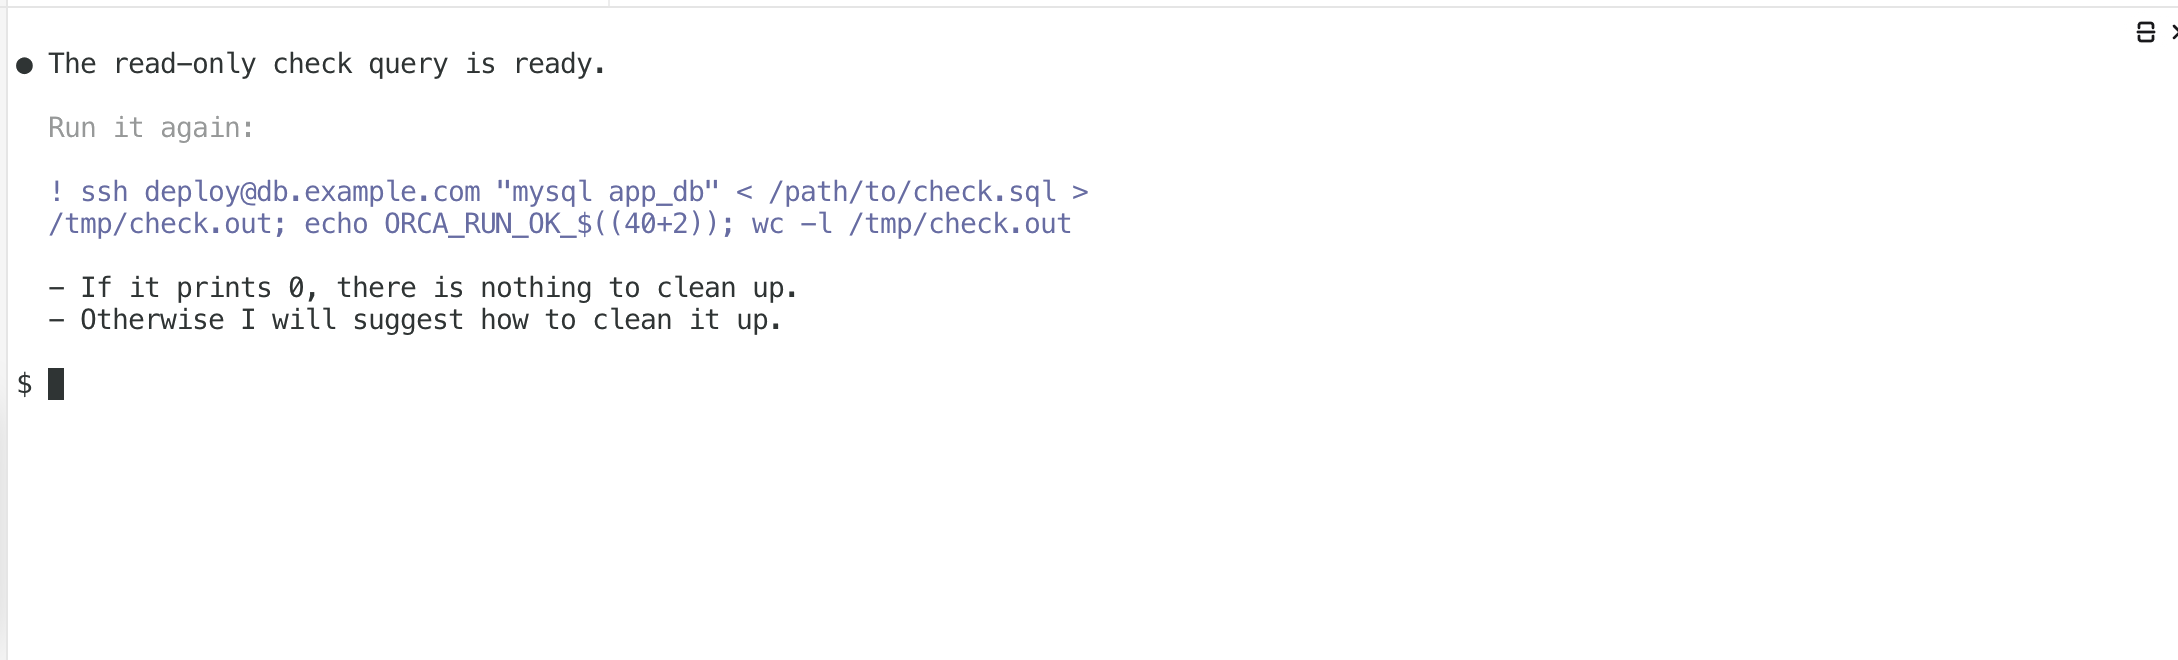 ● The read-only check query is ready.
Run it again:
! ssh deploy@db.example.com "mysql app_db" < /path/to/check.sql >
/tmp/check.out; echo ORCA_RUN_OK_$((40+2)); wc -l /tmp/check.out
- If it prints 0, there is nothing to clean up.
- Otherwise I will suggest how to clean it up.
$